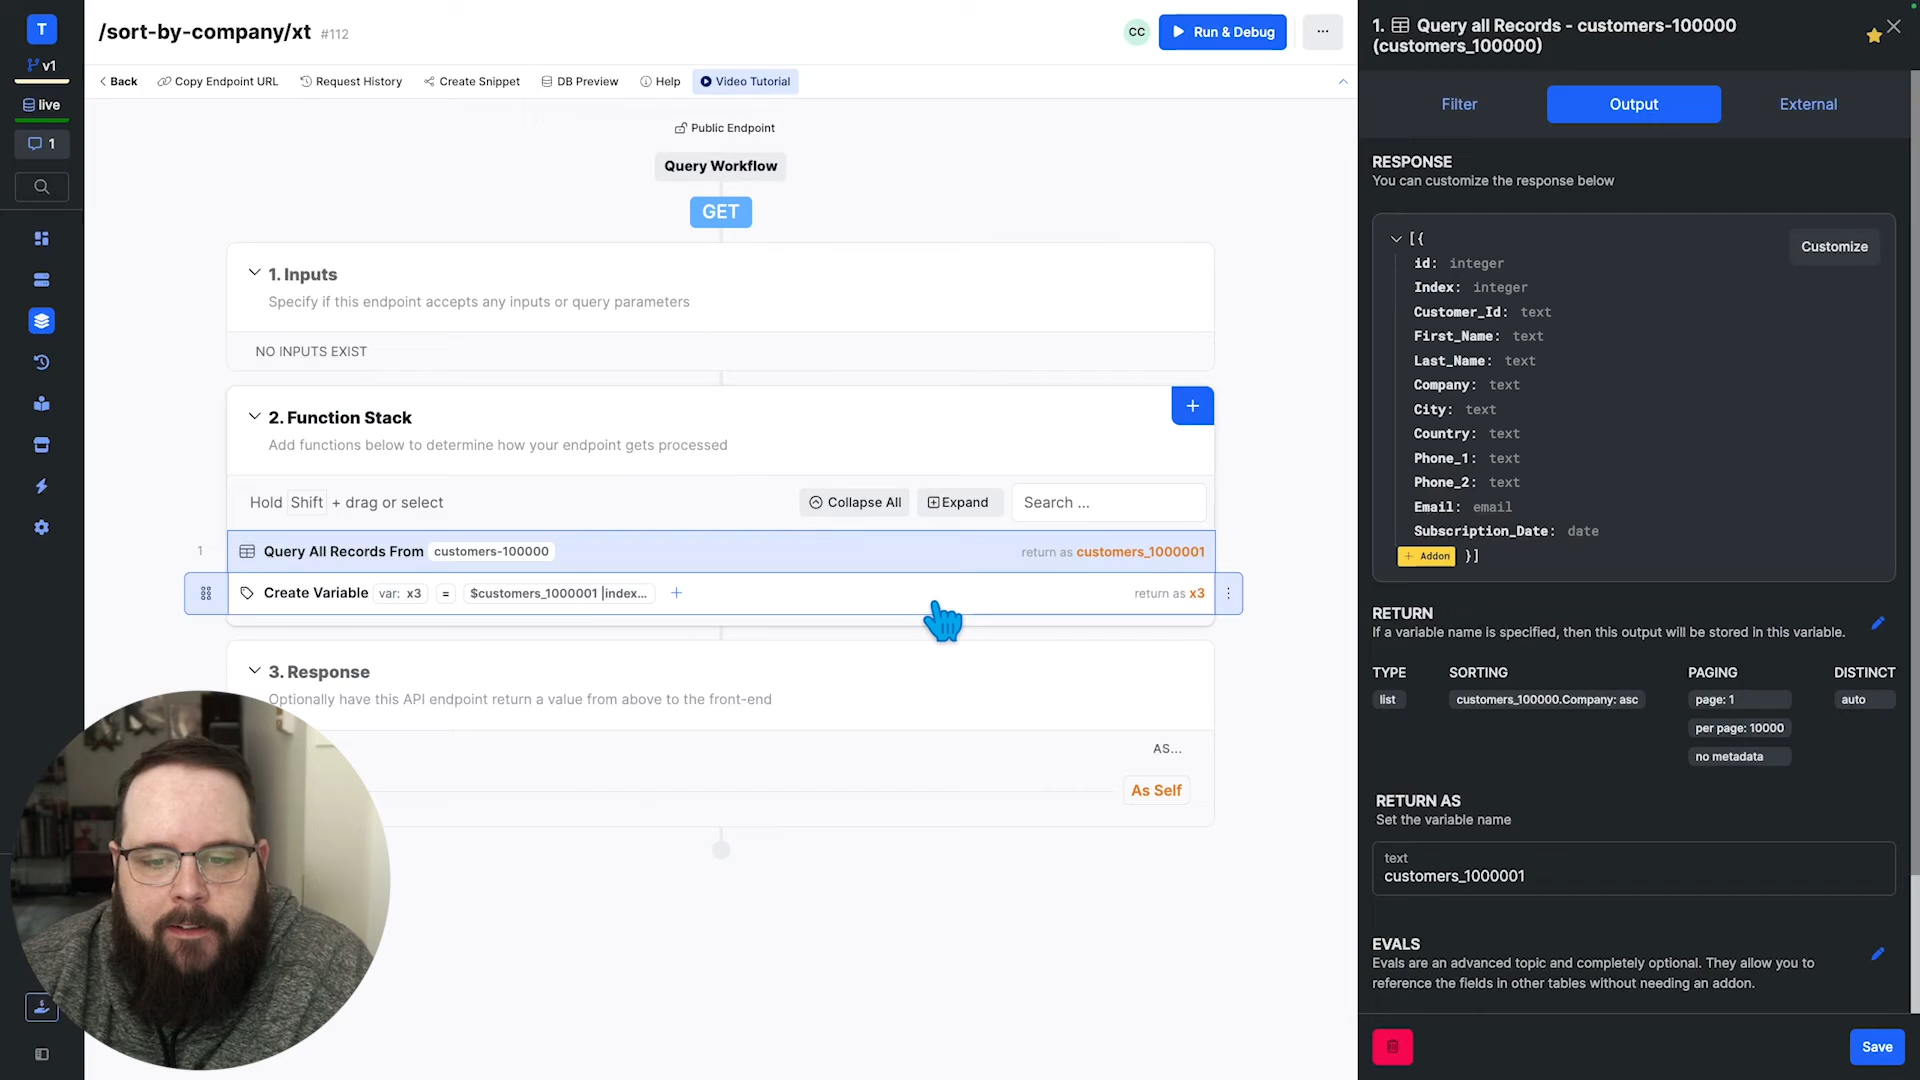 T
v1
live
1
/sort-by-company/xt #112
CC
Run & Debug
...
Back
Copy Endpoint URL
Request History
Create Snippet
DB Preview
Help
Video Tutorial
Public Endpoint
Query Workflow
GET
1. Inputs
Specify if this endpoint accepts any inputs or query parameters
NO INPUTS EXIST
2. Function Stack
Add functions below to determine how your endpoint gets processed
Hold Shift + drag or select
Collapse All
Expand
Search ...
1
Query All Records From customers-100000
return as customers_1000001
Create Variable var: x3 = $customers_1000001 |index... +
return as x3
3. Response
Optionally have this API endpoint return a value from above to the front-end
AS...
As Self
1. Query all Records - customers-100000
(customers_100000)
Filter
Output
External
RESPONSE
You can customize the response below
Customize
[{
id: integer
Index: integer
Customer_Id: text
First_Name: text
Last_Name: text
Company: text
City: text
Country: text
Phone_1: text
Phone_2: text
Email: email
Subscription_Date: date
+ Addon }]
RETURN
If a variable name is specified, then this output will be stored in this variable.
TYPE SORTING PAGING DISTINCT
list customers_100000.Company: asc page: 1 auto
per page: 10000
no metadata
RETURN AS
Set the variable name
text
customers_1000001
EVALS
Evals are an advanced topic and completely optional. They allow you to
reference the fields in other tables without needing an addon.
Save